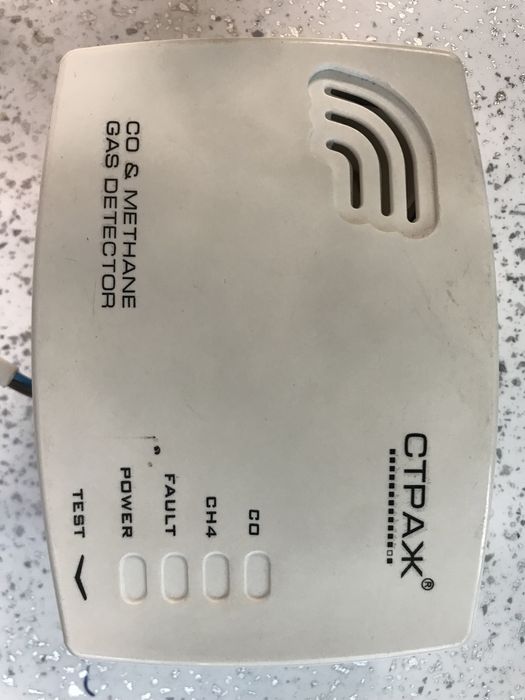 СТРАЖ®
CO
CH4
FAULT
POWER
TEST
CO & METHANE
GAS DETECTOR